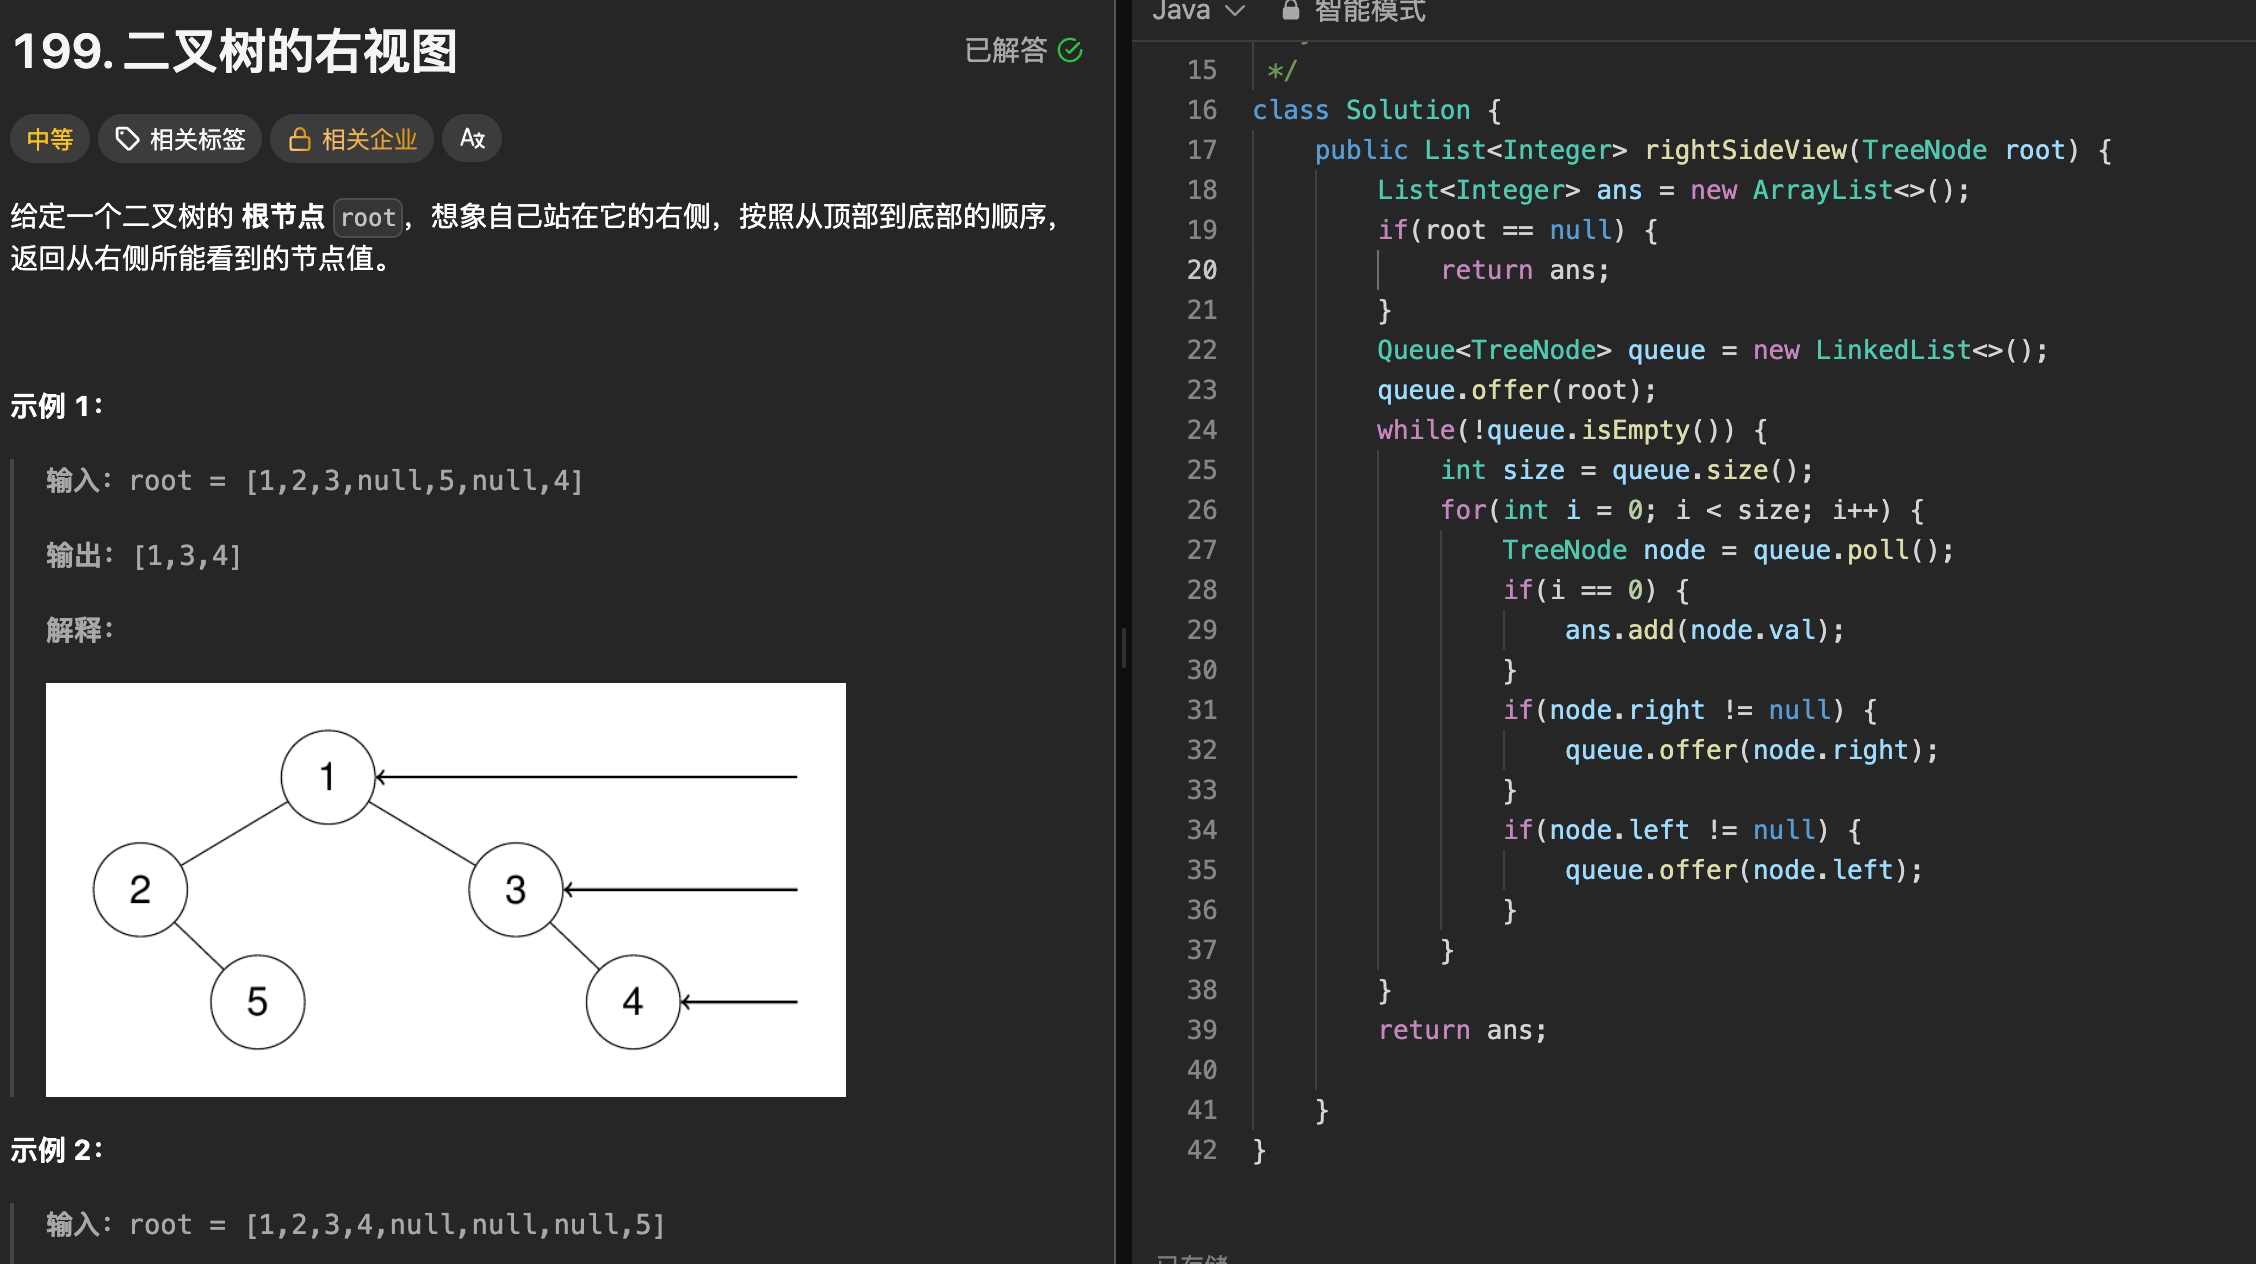 199. 二叉树的右视图
已解答
中等 相关标签 相关企业
给定一个二叉树的 根节点 root，想象自己站在它的右侧，按照从顶部到底部的顺序，
返回从右侧所能看到的节点值。
示例 1：
输入：root = [1,2,3,null,5,null,4]
输出：[1,3,4]
解释：
1
2
3
5
4
示例 2：
输入：root = [1,2,3,4,null,null,null,5]
Java 智能模式
15 */
16 class Solution {
17 public List<Integer> rightSideView(TreeNode root) {
18 List<Integer> ans = new ArrayList<>();
19 if(root == null) {
20 return ans;
21 }
22 Queue<TreeNode> queue = new LinkedList<>();
23 queue.offer(root);
24 while(!queue.isEmpty()) {
25 int size = queue.size();
26 for(int i = 0; i < size; i++) {
27 TreeNode node = queue.poll();
28 if(i == 0) {
29 ans.add(node.val);
30 }
31 if(node.right != null) {
32 queue.offer(node.right);
33 }
34 if(node.left != null) {
35 queue.offer(node.left);
36 }
37 }
38 }
39 return ans;
40
41 }
42 }
已存储